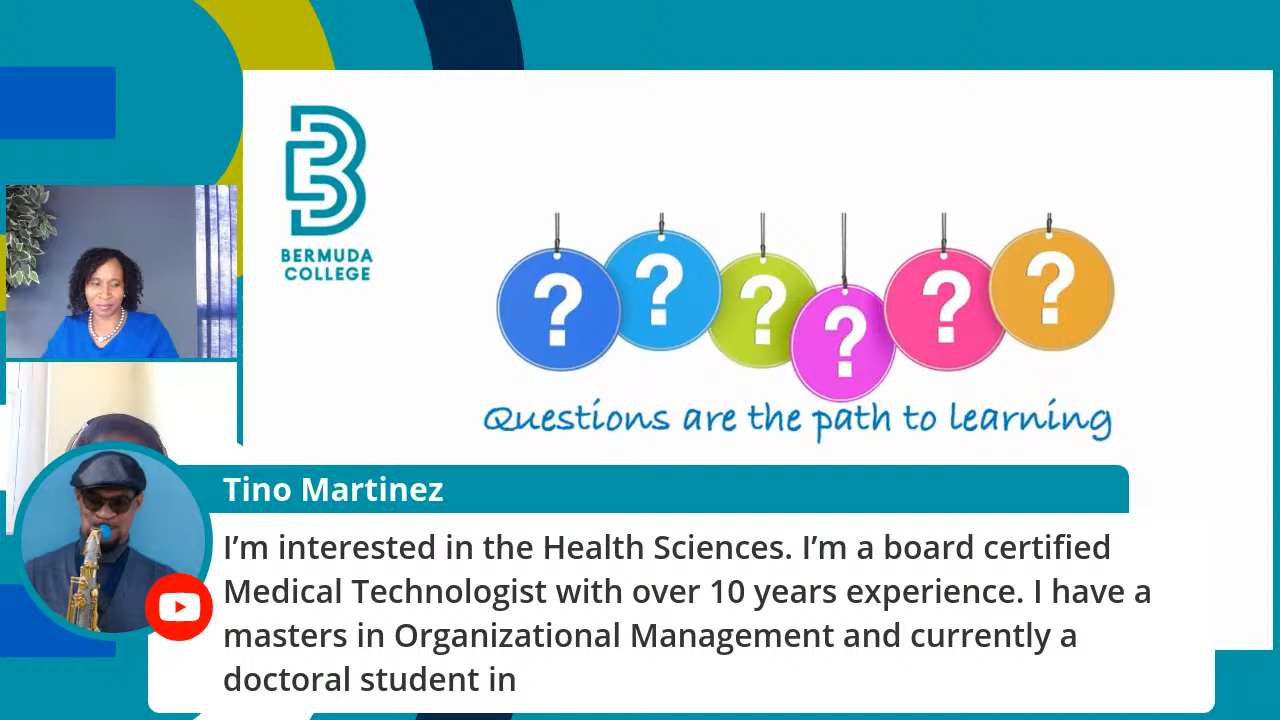 BERMUDA
COLLEGE
? ? ? ? ? ?
Questions are the path to learning
Tino Martinez
I’m interested in the Health Sciences. I’m a board certified
Medical Technologist with over 10 years experience. I have a
masters in Organizational Management and currently a
doctoral student in